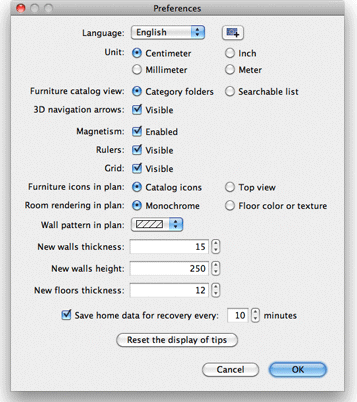 Preferences
Language: English
Unit: Centimeter Inch
Millimeter Meter
Furniture catalog view: Category folders Searchable list
3D navigation arrows: Visible
Magnetism: Enabled
Rulers: Visible
Grid: Visible
Furniture icons in plan: Catalog icons Top view
Room rendering in plan: Monochrome Floor color or texture
Wall pattern in plan:
New walls thickness: 15
New walls height: 250
New floors thickness: 12
Save home data for recovery every: 10 minutes
Reset the display of tips
Cancel OK